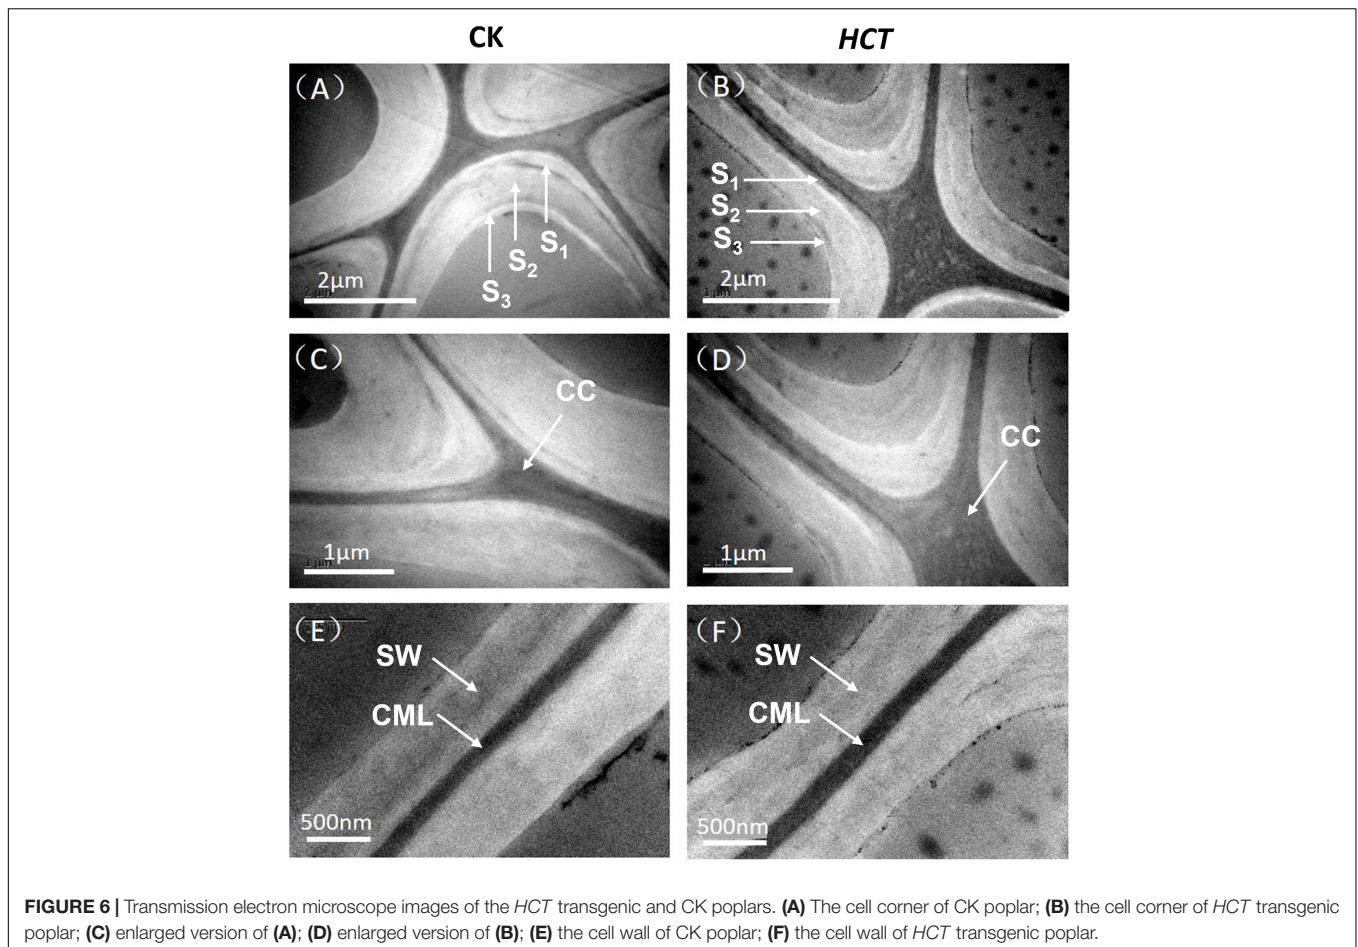 CK
HCT
(A)
S1
S2
S3
2μm
(B)
S1
S2
S3
2μm
1 μm
(C)
CC
1μm
(D)
CC
1μm
(E)
SW
CML
500nm
(F)
SW
CML
500nm
FIGURE 6 | Transmission electron microscope images of the HCT transgenic and CK poplars. (A) The cell corner of CK poplar; (B) the cell corner of HCT transgenic
poplar; (C) enlarged version of (A); (D) enlarged version of (B); (E) the cell wall of CK poplar; (F) the cell wall of HCT transgenic poplar.